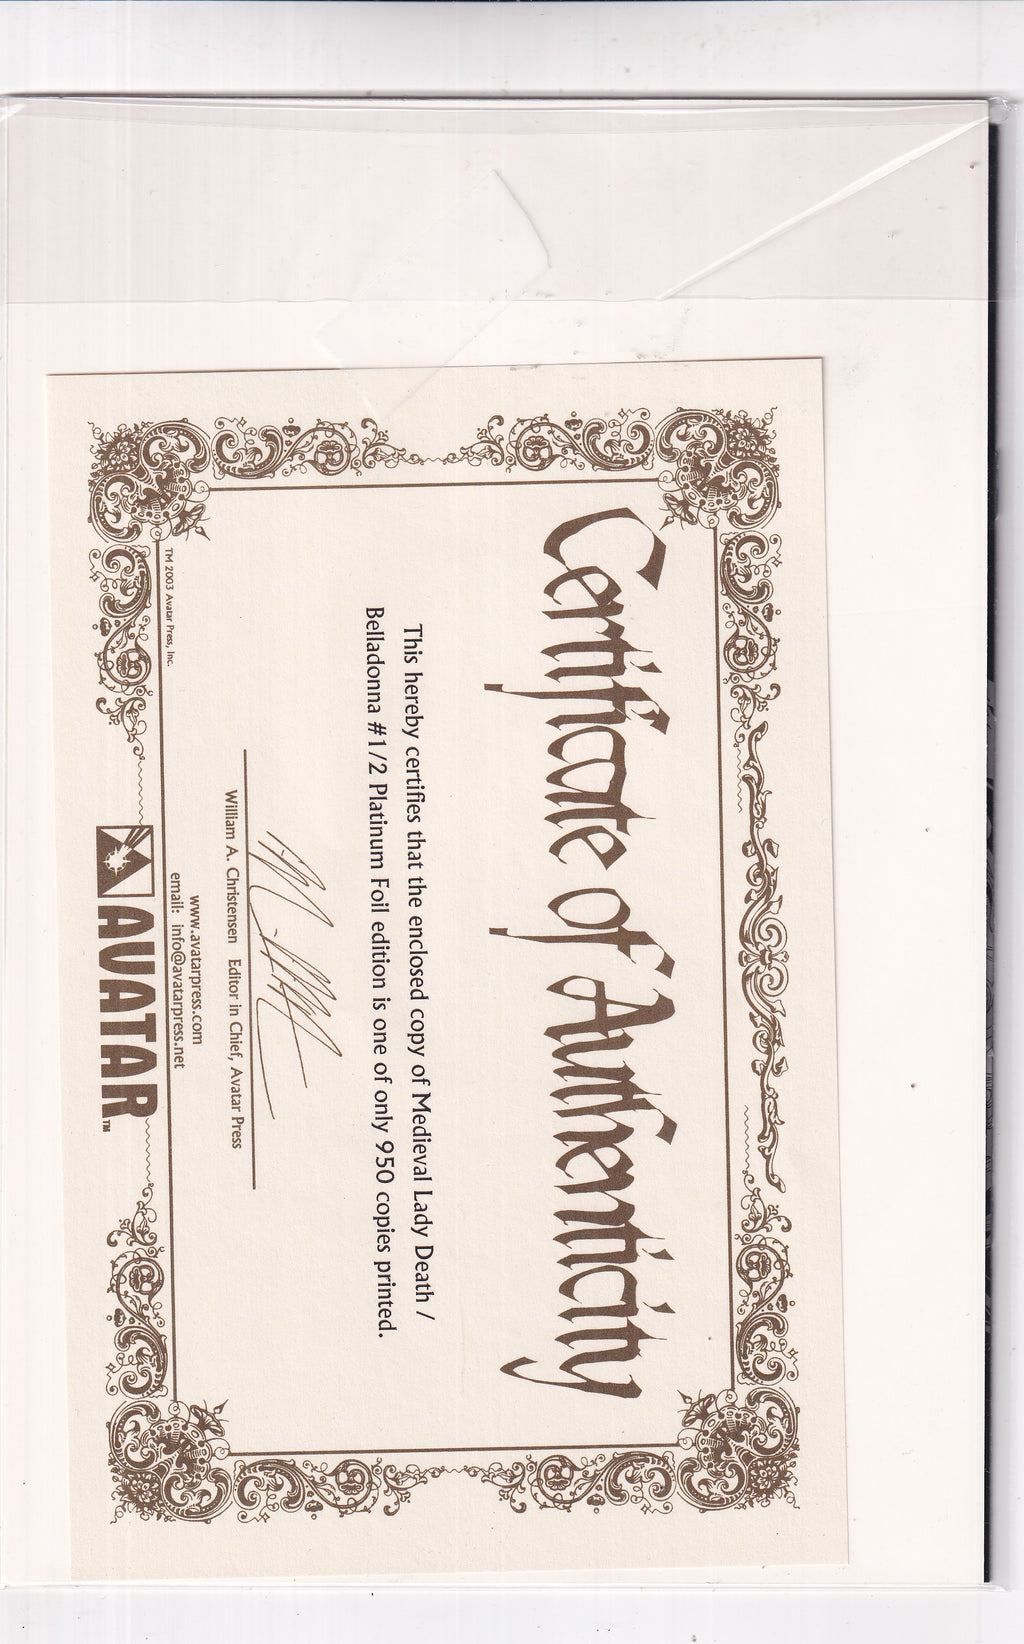 Certificate of Authenticity
This hereby certifies that the enclosed copy of Medieval Lady Death /
Belladonna #1/2 Platinum Foil edition is one of only 950 copies printed.
William A. Christensen Editor in Chief, Avatar Press
www.avatarpress.com
email: info@avatarpress.net
TM 2003 Avatar Press, Inc.
AVATAR™